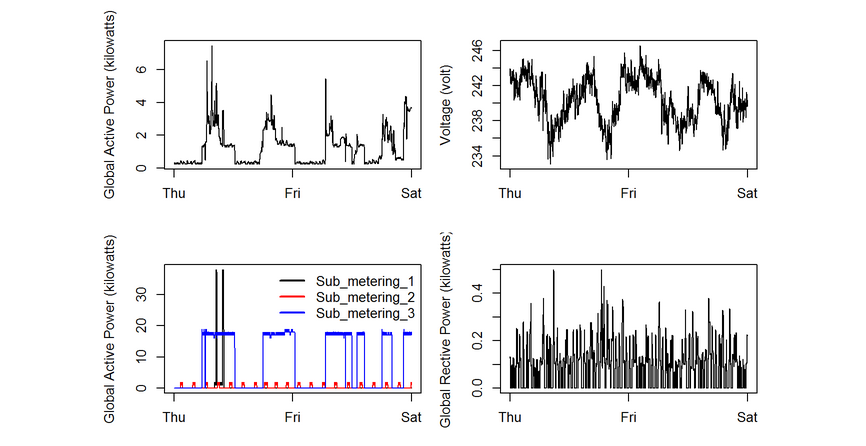 Global Active Power (kilowatts)
6
4
2
0
Thu
Fri
Sat
Voltage (volt)
246
242
238
234
Thu
Fri
Sat
Global Active Power (kilowatts)
30
20
10
0
Sub_metering_1
Sub_metering_2
Sub_metering_3
Thu
Fri
Sat
Global Rective Power (kilowatts)
0.4
0.2
0.0
Thu
Fri
Sat